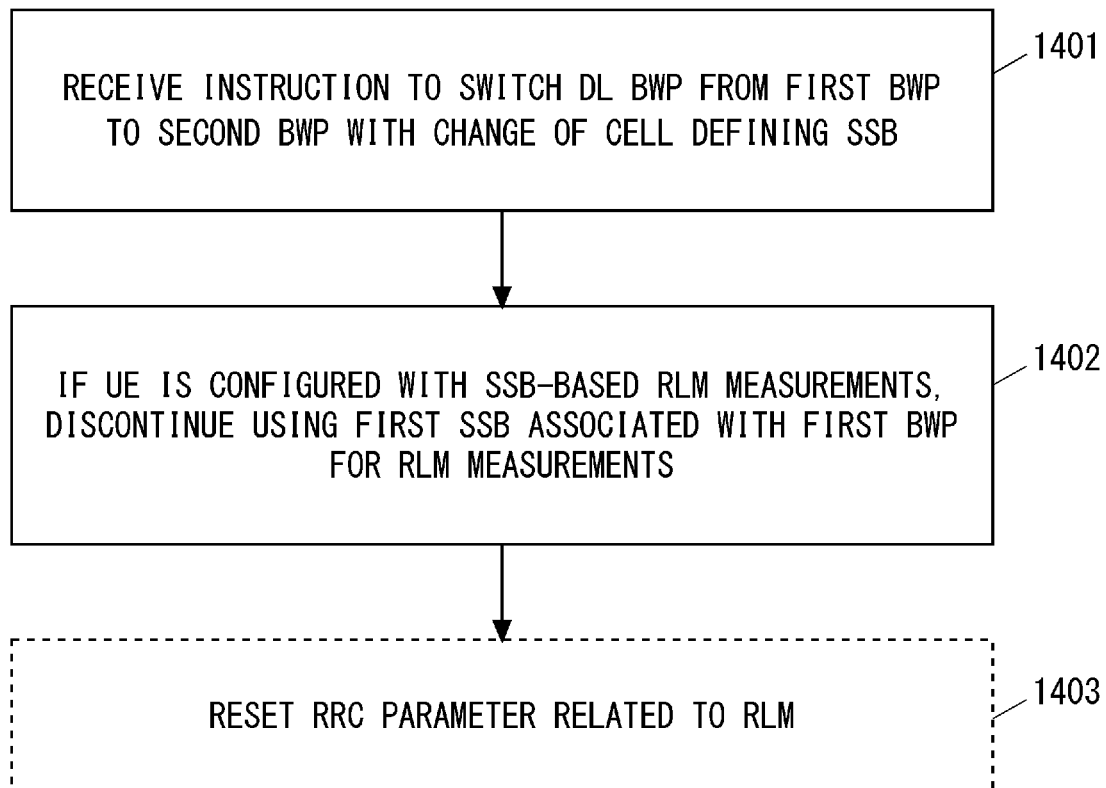 1401
RECEIVE INSTRUCTION TO SWITCH DL BWP FROM FIRST BWP
TO SECOND BWP WITH CHANGE OF CELL DEFINING SSB
1402
IF UE IS CONFIGURED WITH SSB-BASED RLM MEASUREMENTS,
DISCONTINUE USING FIRST SSB ASSOCIATED WITH FIRST BWP
FOR RLM MEASUREMENTS
1403
RESET RRC PARAMETER RELATED TO RLM